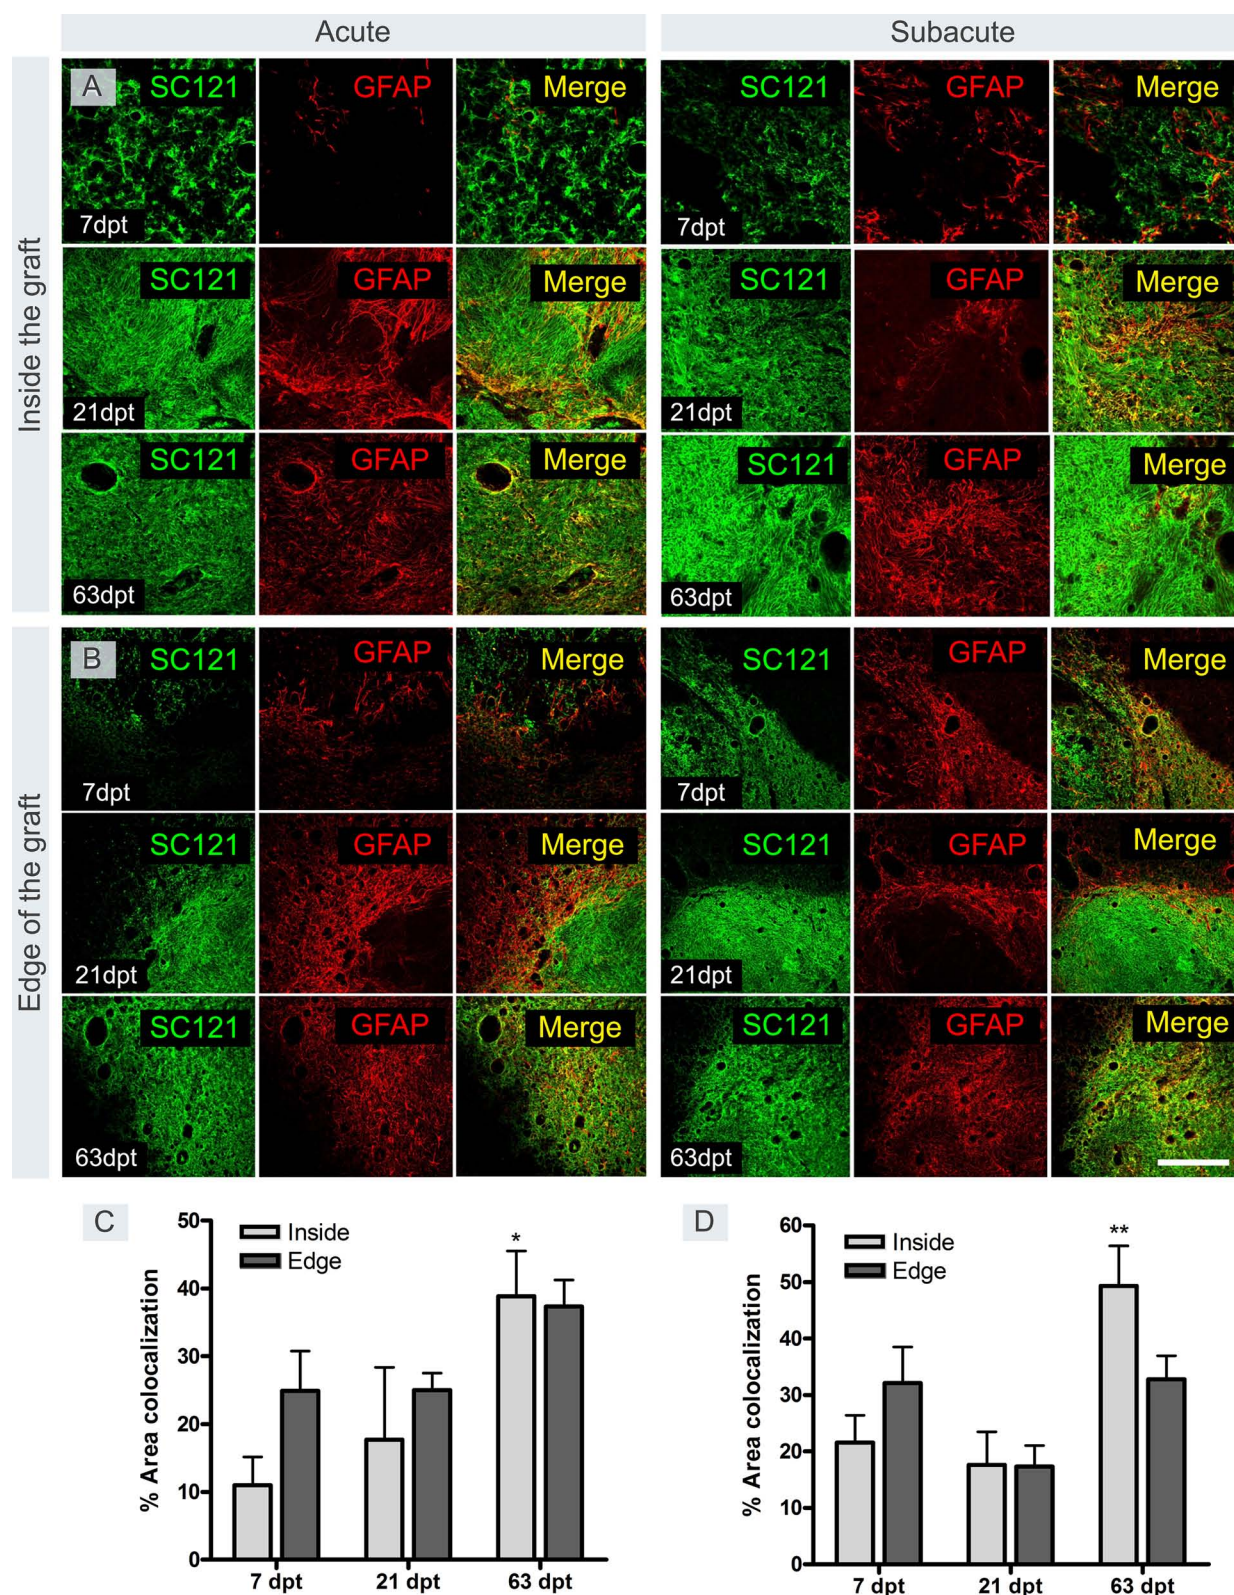 Acute
Subacute
Inside the graft
A
SC121 GFAP Merge
7dpt
SC121 GFAP Merge
7dpt
SC121 GFAP Merge
21dpt
SC121 GFAP Merge
21dpt
SC121 GFAP Merge
63dpt
SC121 GFAP Merge
63dpt
Edge of the graft
B
SC121 GFAP Merge
7dpt
SC121 GFAP Merge
7dpt
SC121 GFAP Merge
21dpt
SC121 GFAP Merge
21dpt
SC121 GFAP Merge
63dpt
SC121 GFAP Merge
63dpt
C
% Area colocalization
50
40
30
20
10
0
Inside
Edge
*
7 dpt 21 dpt 63 dpt
D
% Area colocalization
60
50
40
30
20
10
0
Inside
Edge
**
7 dpt 21 dpt 63 dpt